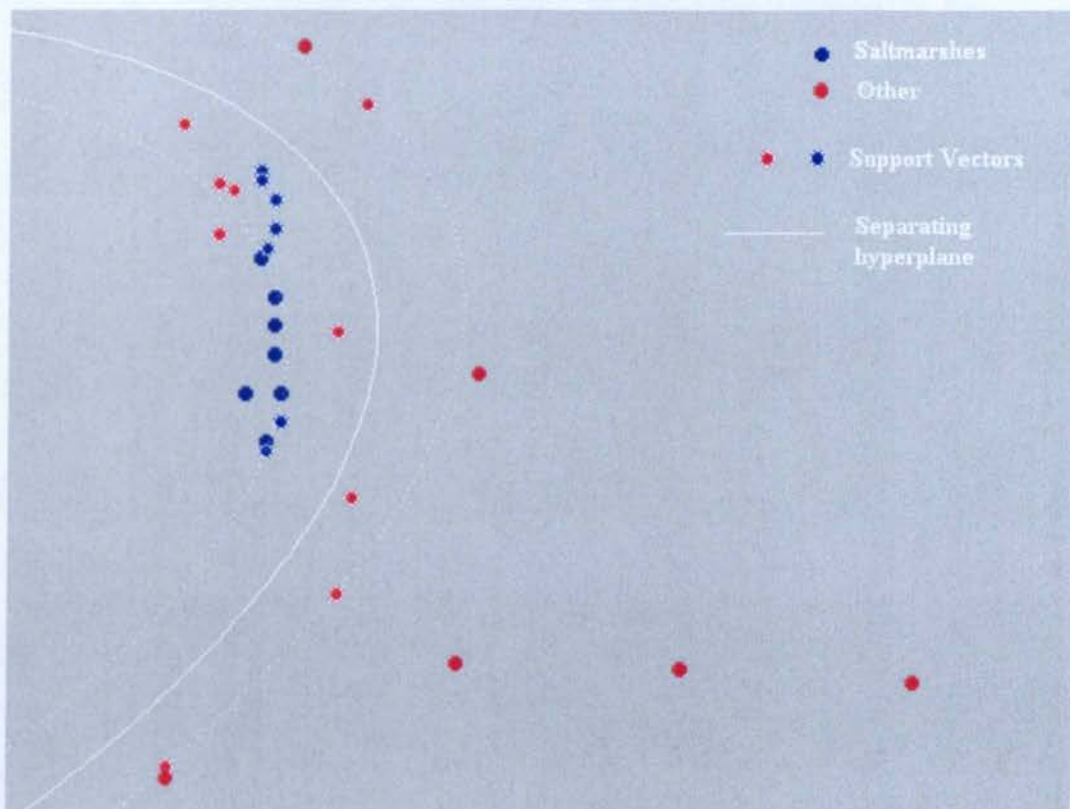 Saltmarshes
Other
Support Vectors
Separating
hyperplane